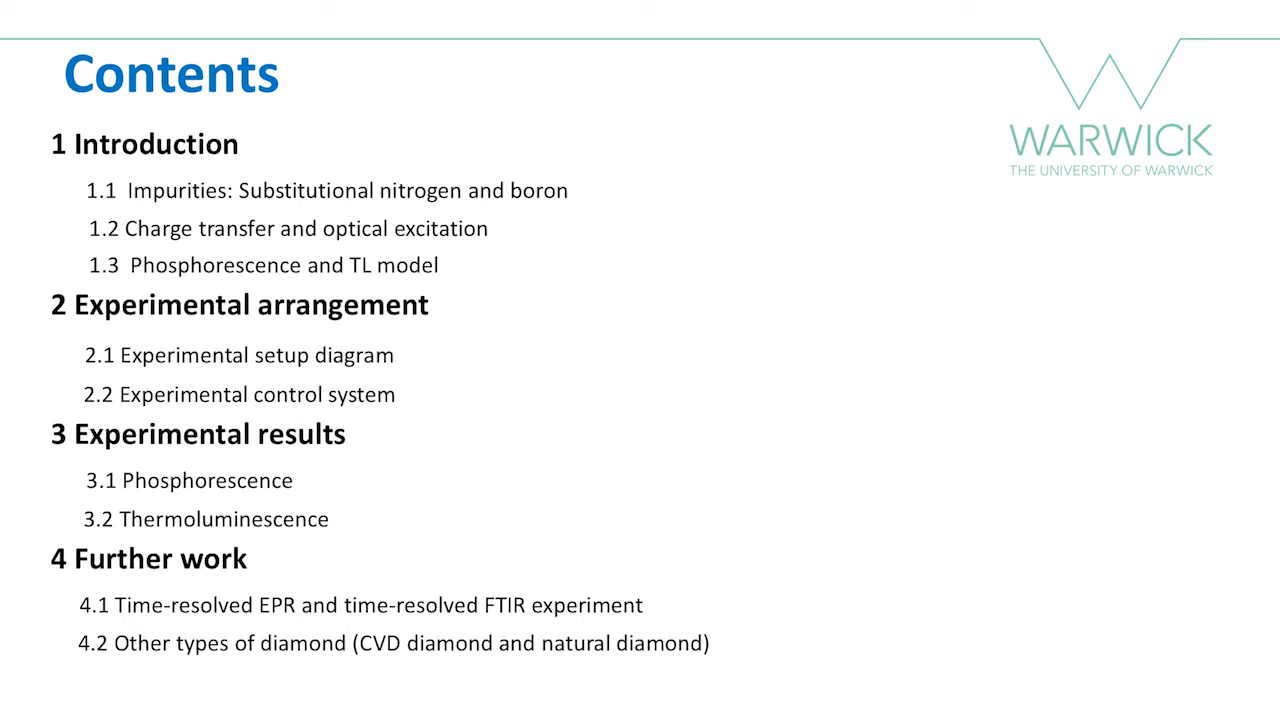 Contents
WARWICK
THE UNIVERSITY OF WARWICK
1 Introduction
1.1 Impurities: Substitutional nitrogen and boron
1.2 Charge transfer and optical excitation
1.3 Phosphorescence and TL model
2 Experimental arrangement
2.1 Experimental setup diagram
2.2 Experimental control system
3 Experimental results
3.1 Phosphorescence
3.2 Thermoluminescence
4 Further work
4.1 Time-resolved EPR and time-resolved FTIR experiment
4.2 Other types of diamond (CVD diamond and natural diamond)